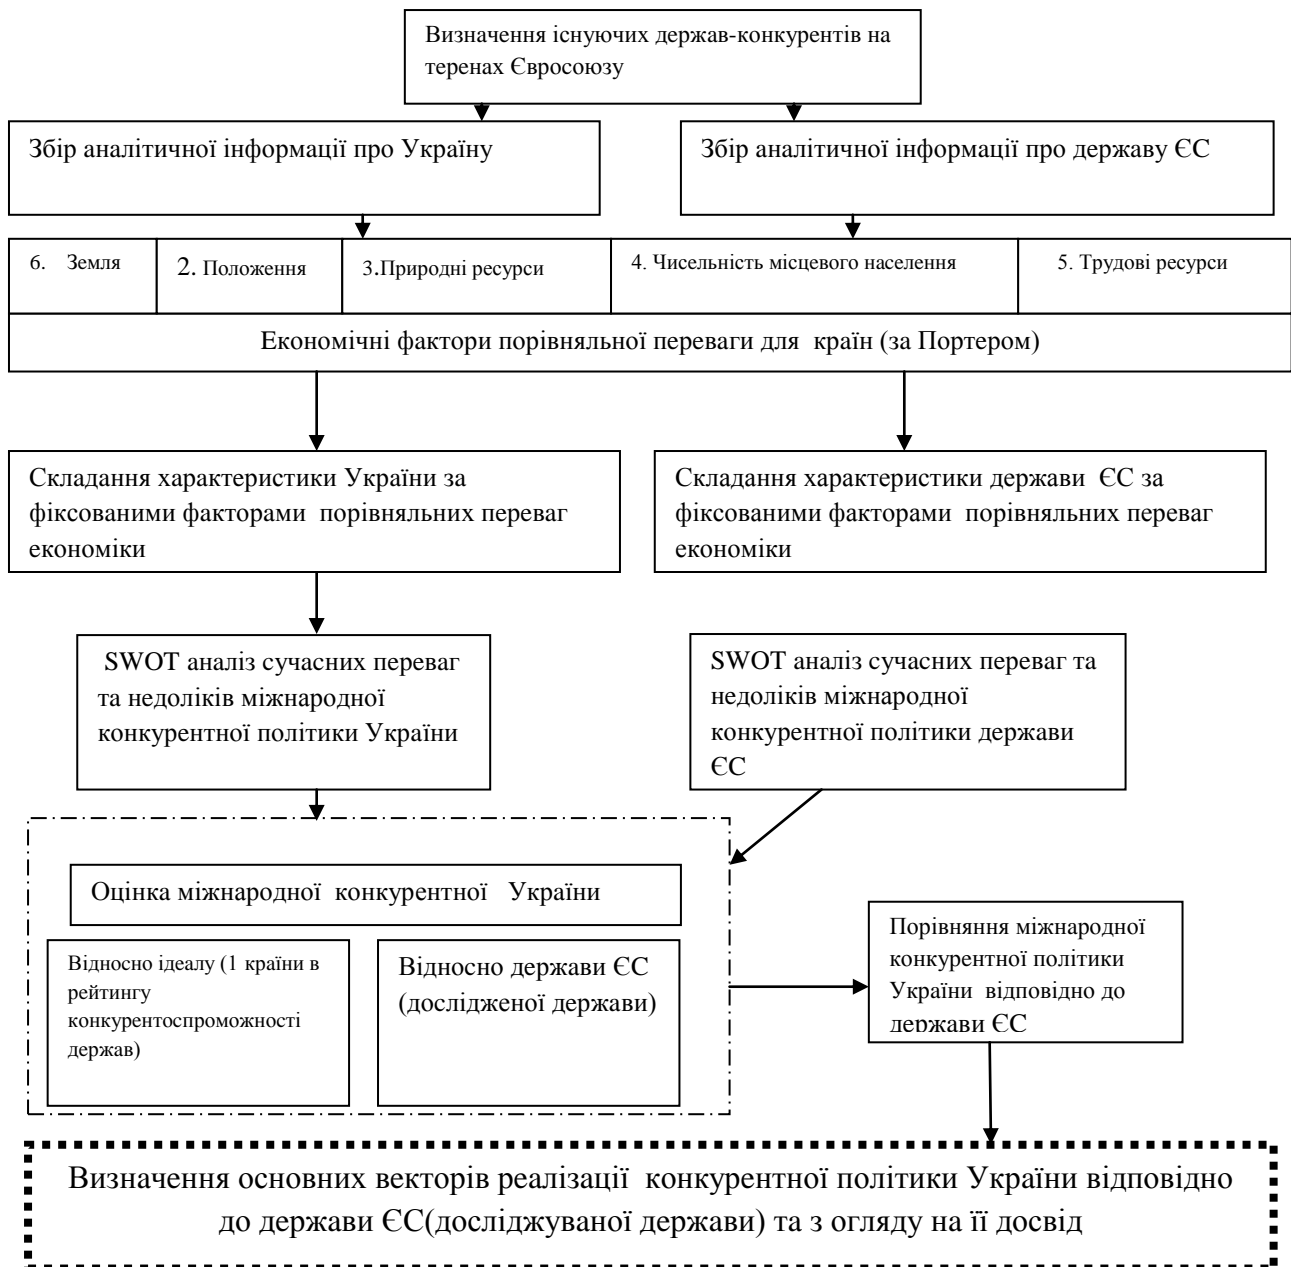 Визначення існуючих держав-конкурентів на
теренах Євросоюзу
Збір аналітичної інформації про Україну
Збір аналітичної інформації про державу ЄС
6. Земля
2. Положення
3.Природні ресурси
4. Чисельність місцевого населення
5. Трудові ресурси
Економічні фактори порівняльної переваги для країн (за Портером)
Складання характеристики України за
фіксованими факторами порівняльних переваг
економіки
Складання характеристики держави ЄС за
фіксованими факторами порівняльних переваг
економіки
SWOT аналіз сучасних переваг
та недоліків міжнародної
конкурентної політики України
SWOT аналіз сучасних переваг та
недоліків міжнародної
конкурентної політики держави
ЄС
Оцінка міжнародної конкурентної України
Відносно ідеалу (1 країни в
рейтингу
конкурентоспроможності
держав)
Відносно держави ЄС
(дослідженої держави)
Порівняння міжнародної
конкурентної політики
України відповідно до
держави ЄС
Визначення основних векторів реалізації конкурентної політики України відповідно
до держави ЄС(досліджуваної держави) та з огляду на її досвід